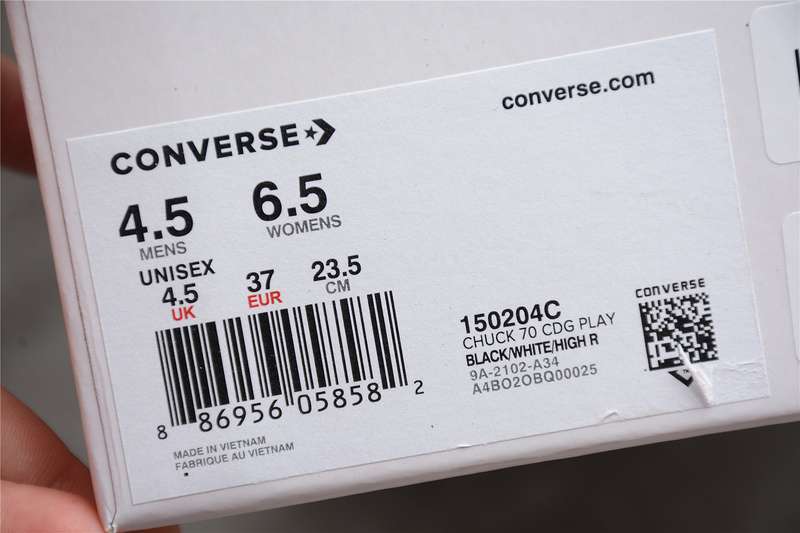 converse.com
CONVERSE
4.5 6.5
MENS WOMENS
UNISEX
4.5 37 23.5
UK EUR CM
8 86956 05858 2
MADE IN VIETNAM
FABRIQUE AU VIETNAM
150204C
CHUCK 70 CDG PLAY
BLACK/WHITE/HIGH R
9A-2102-A34
A4BO2OBQ00025
CONVERSE